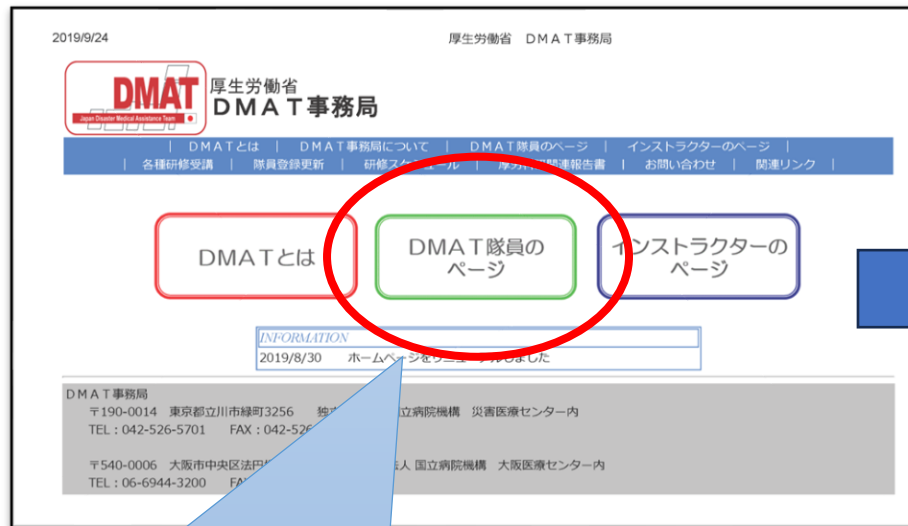 2019/9/24 厚生労働省 DMAT事務局
DMAT
Japan Disaster Medical Assistance Team
厚生労働省
DMAT事務局
| DMATとは | DMAT事務局について | DMAT隊員のページ | インストラクターのページ |
| 各種研修受講 | 隊員登録更新 | 研修スケジュール | 報告書 | お問い合わせ | 関連リンク |
DMATとは
DMAT隊員の
ページ
インストラクターの
ページ
INFORMATION
2019/8/30 ホームページをリニューアルしました
DMAT事務局
〒190-0014 東京都立川市緑町3256 立病院機構 災害医療センター内
TEL:042-526-5701 FAX:042-526
〒540-0006 大阪市中央区法円 法人 国立病院機構 大阪医療センター内
TEL:06-6944-3200